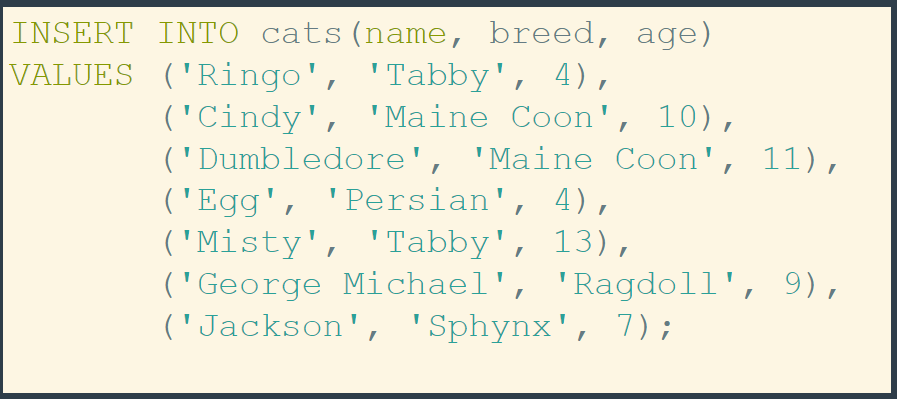 INSERT INTO cats(name, breed, age)
VALUES ('Ringo', 'Tabby', 4),
('Cindy', 'Maine Coon', 10),
('Dumbledore', 'Maine Coon', 11),
('Egg', 'Persian', 4),
('Misty', 'Tabby', 13),
('George Michael', 'Ragdoll', 9),
('Jackson', 'Sphynx', 7);